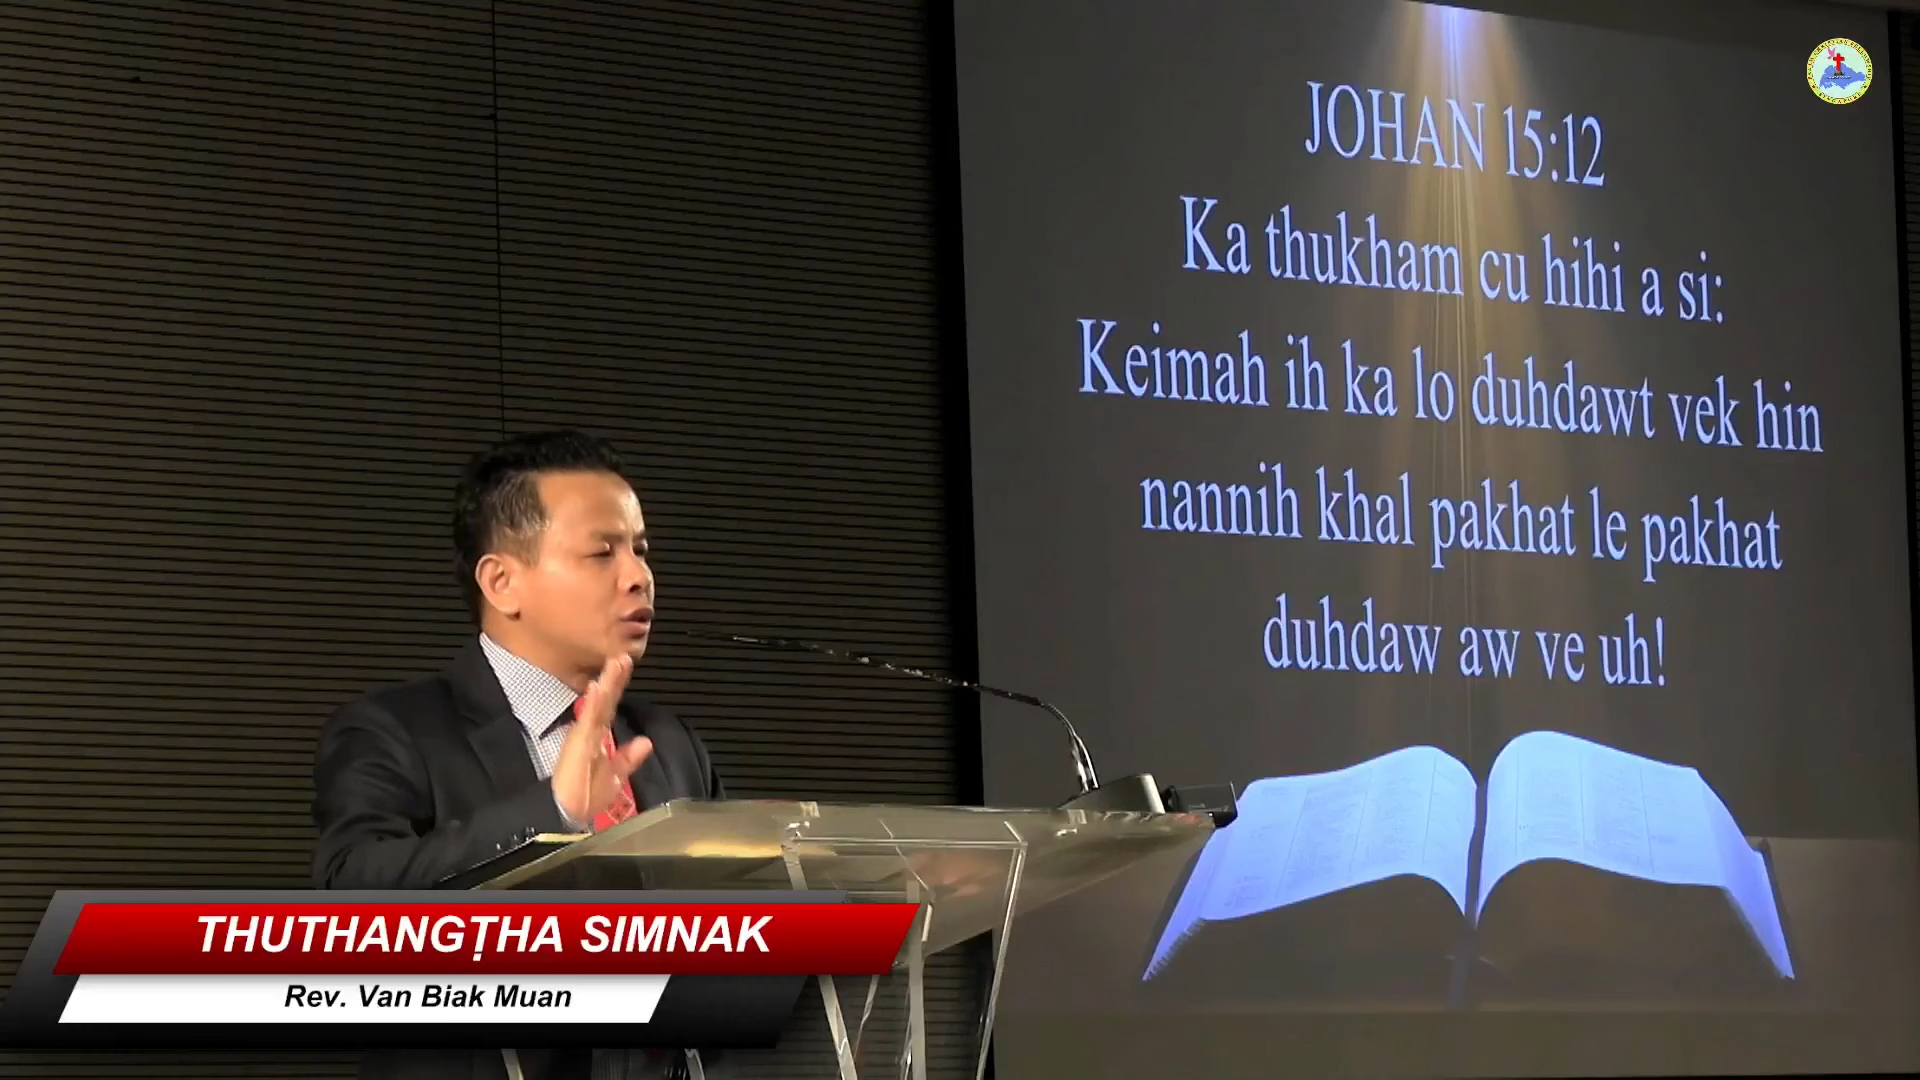 JOHAN 15:12
Ka thukham cu hihi a si:
Keimah ih ka lo duhdawt vek hin
nannih khal pakhat le pakhat
duhdaw aw ve uh!
THUTHANGṬHA SIMNAK
Rev. Van Biak Muan